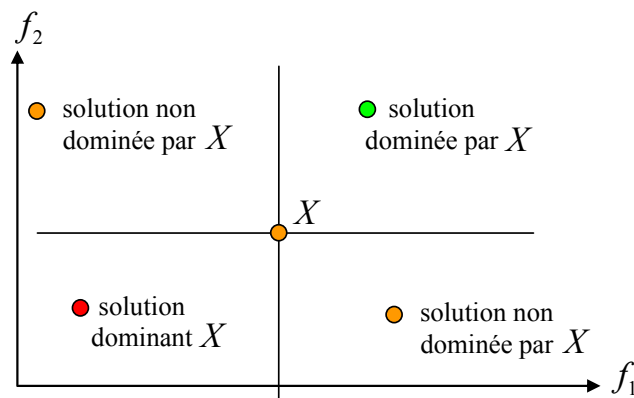 f₂
solution non
dominée par X
solution
dominée par X
X
solution
dominant X
solution non
dominée par X
f₁